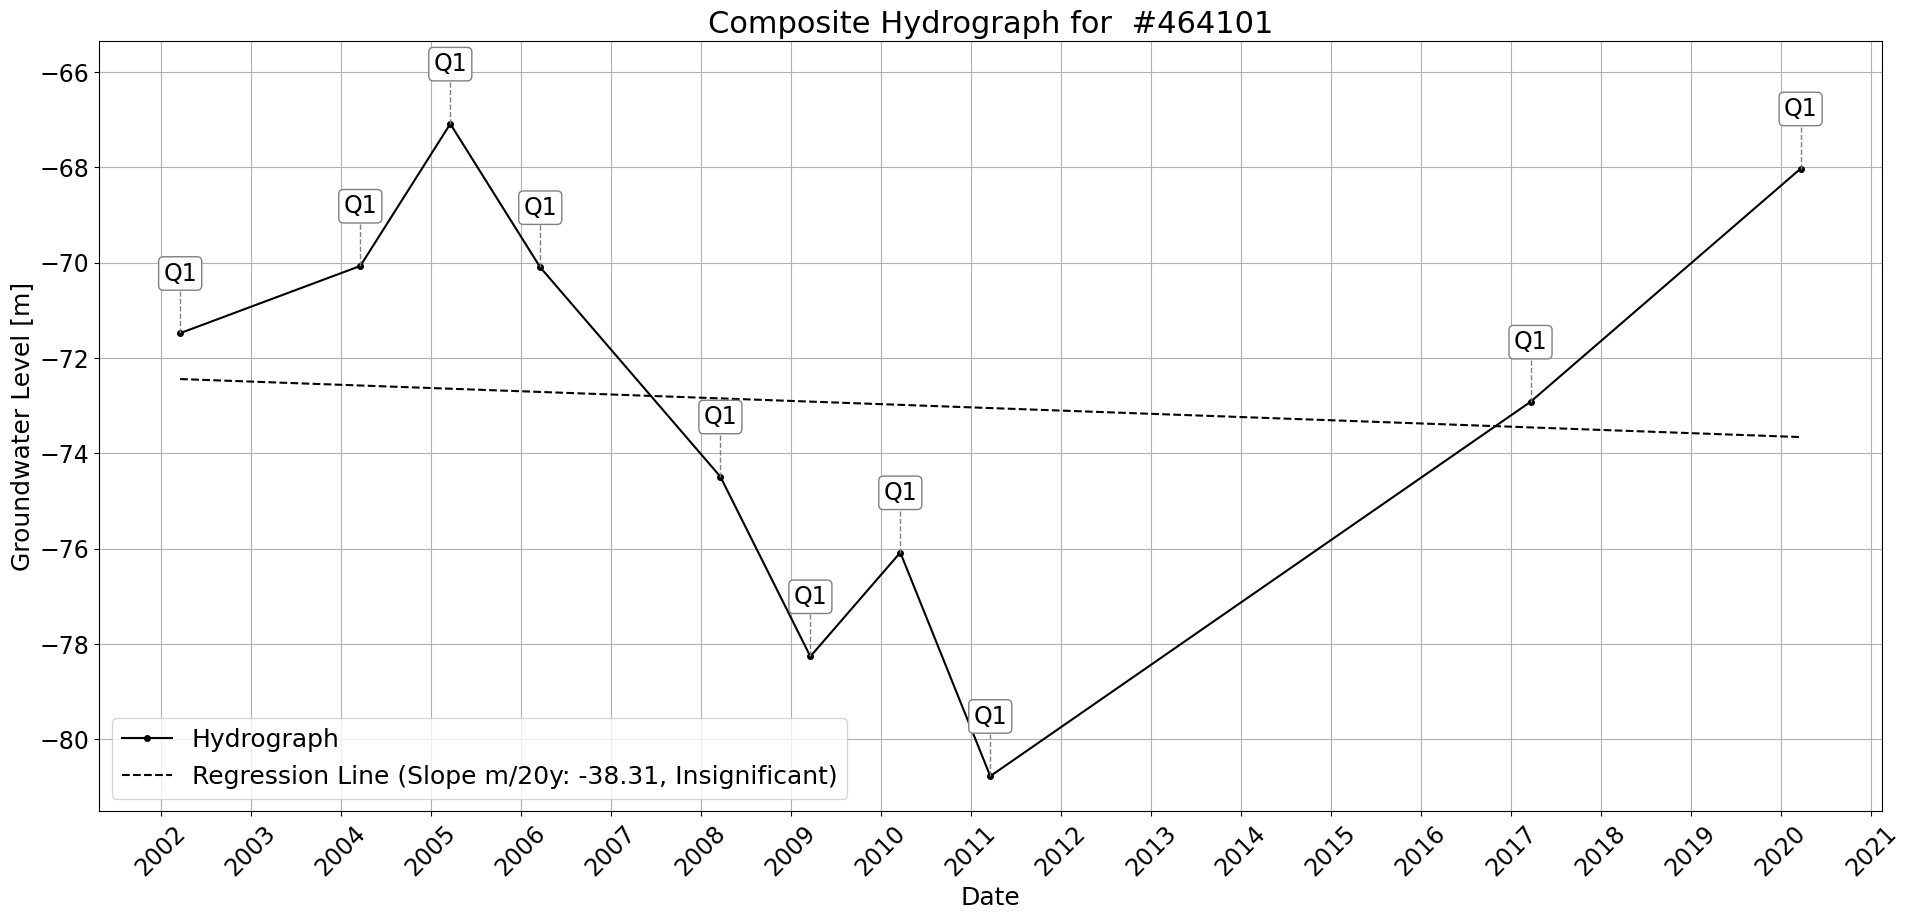 Composite Hydrograph for  #464101
Groundwater Level [m]
−66
−68
−70
−72
−74
−76
−78
−80
Q1
Q1
Q1
Q1
Q1
Q1
Q1
Q1
Q1
Q1
Hydrograph
Regression Line (Slope m/20y: -38.31, Insignificant)
2002
2003
2004
2005
2006
2007
2008
2009
2010
2011
2012
2013
2014
2015
2016
2017
2018
2019
2020
2021
Date